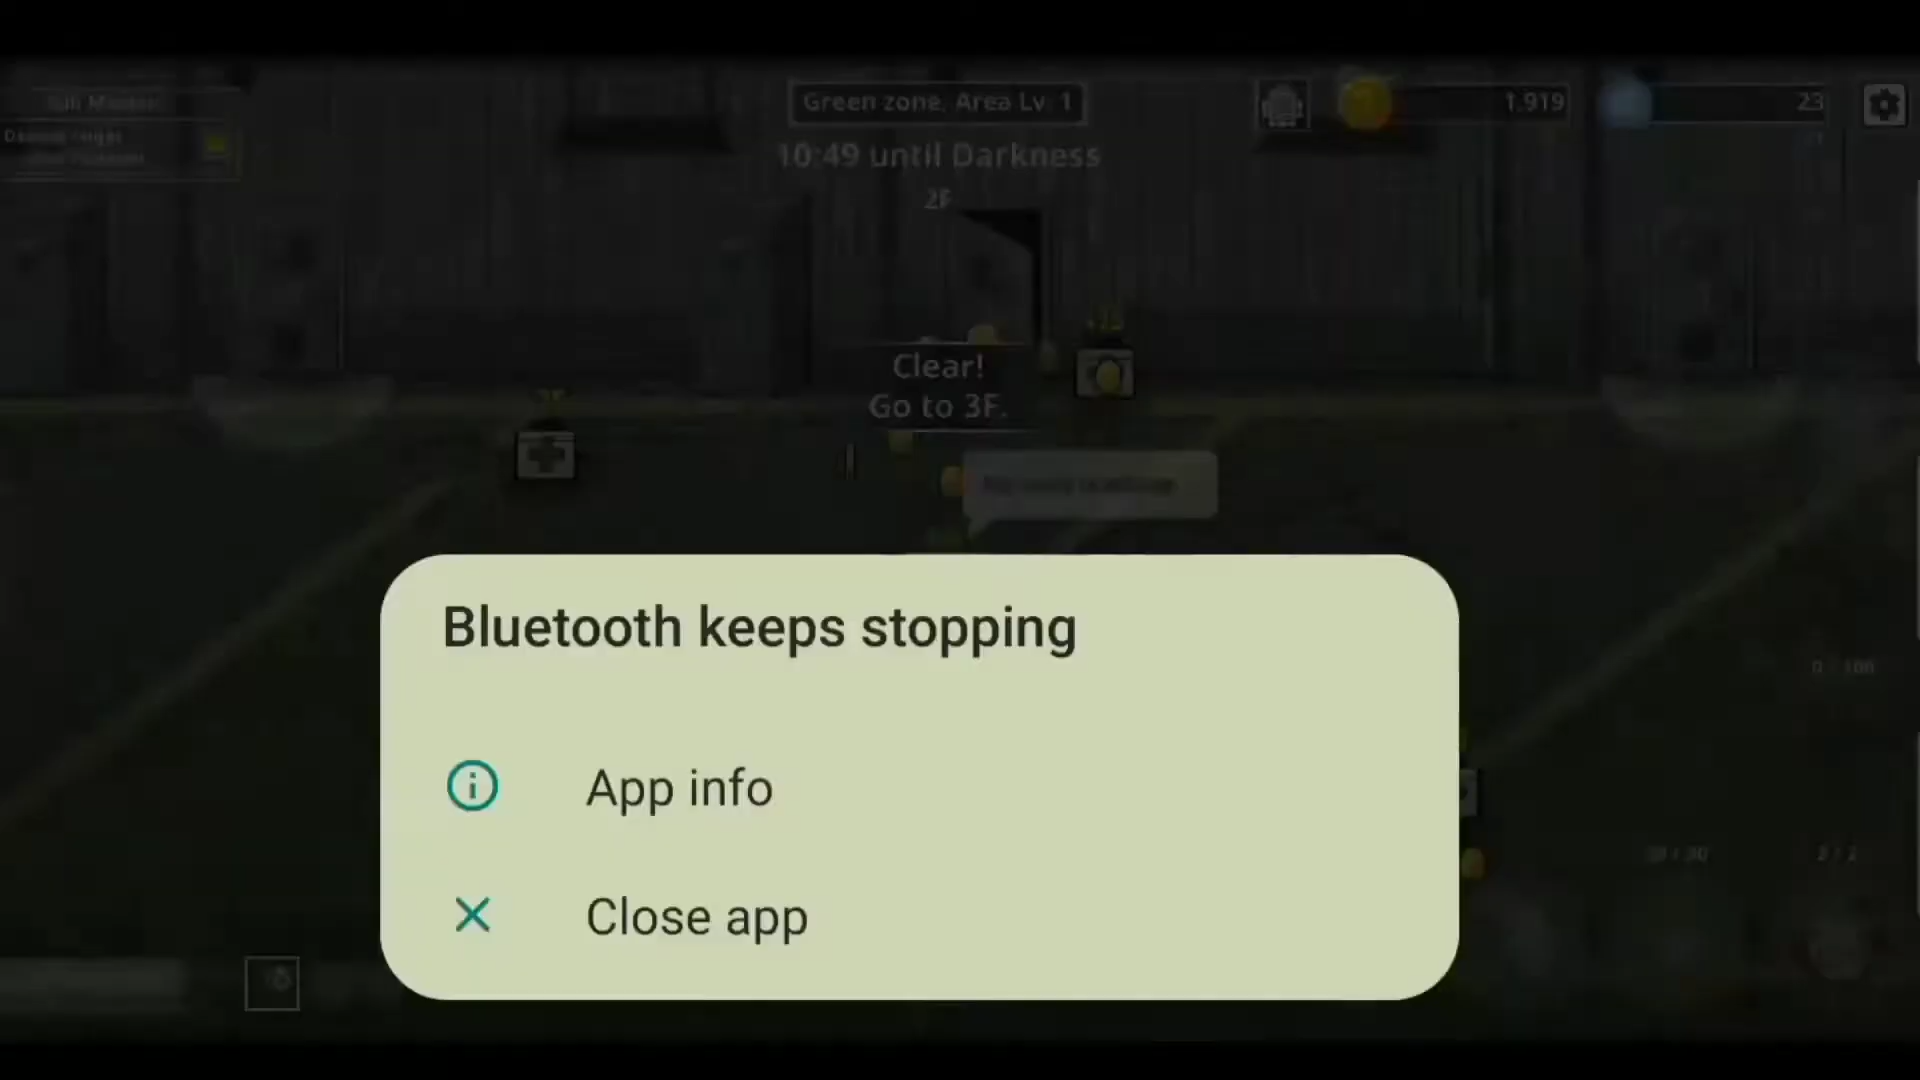 Green zone, Area Lv. 1
1.919
23
10:49 until Darkness
2F
Clear!
Go to 3F.
Bluetooth keeps stopping
App info
Close app